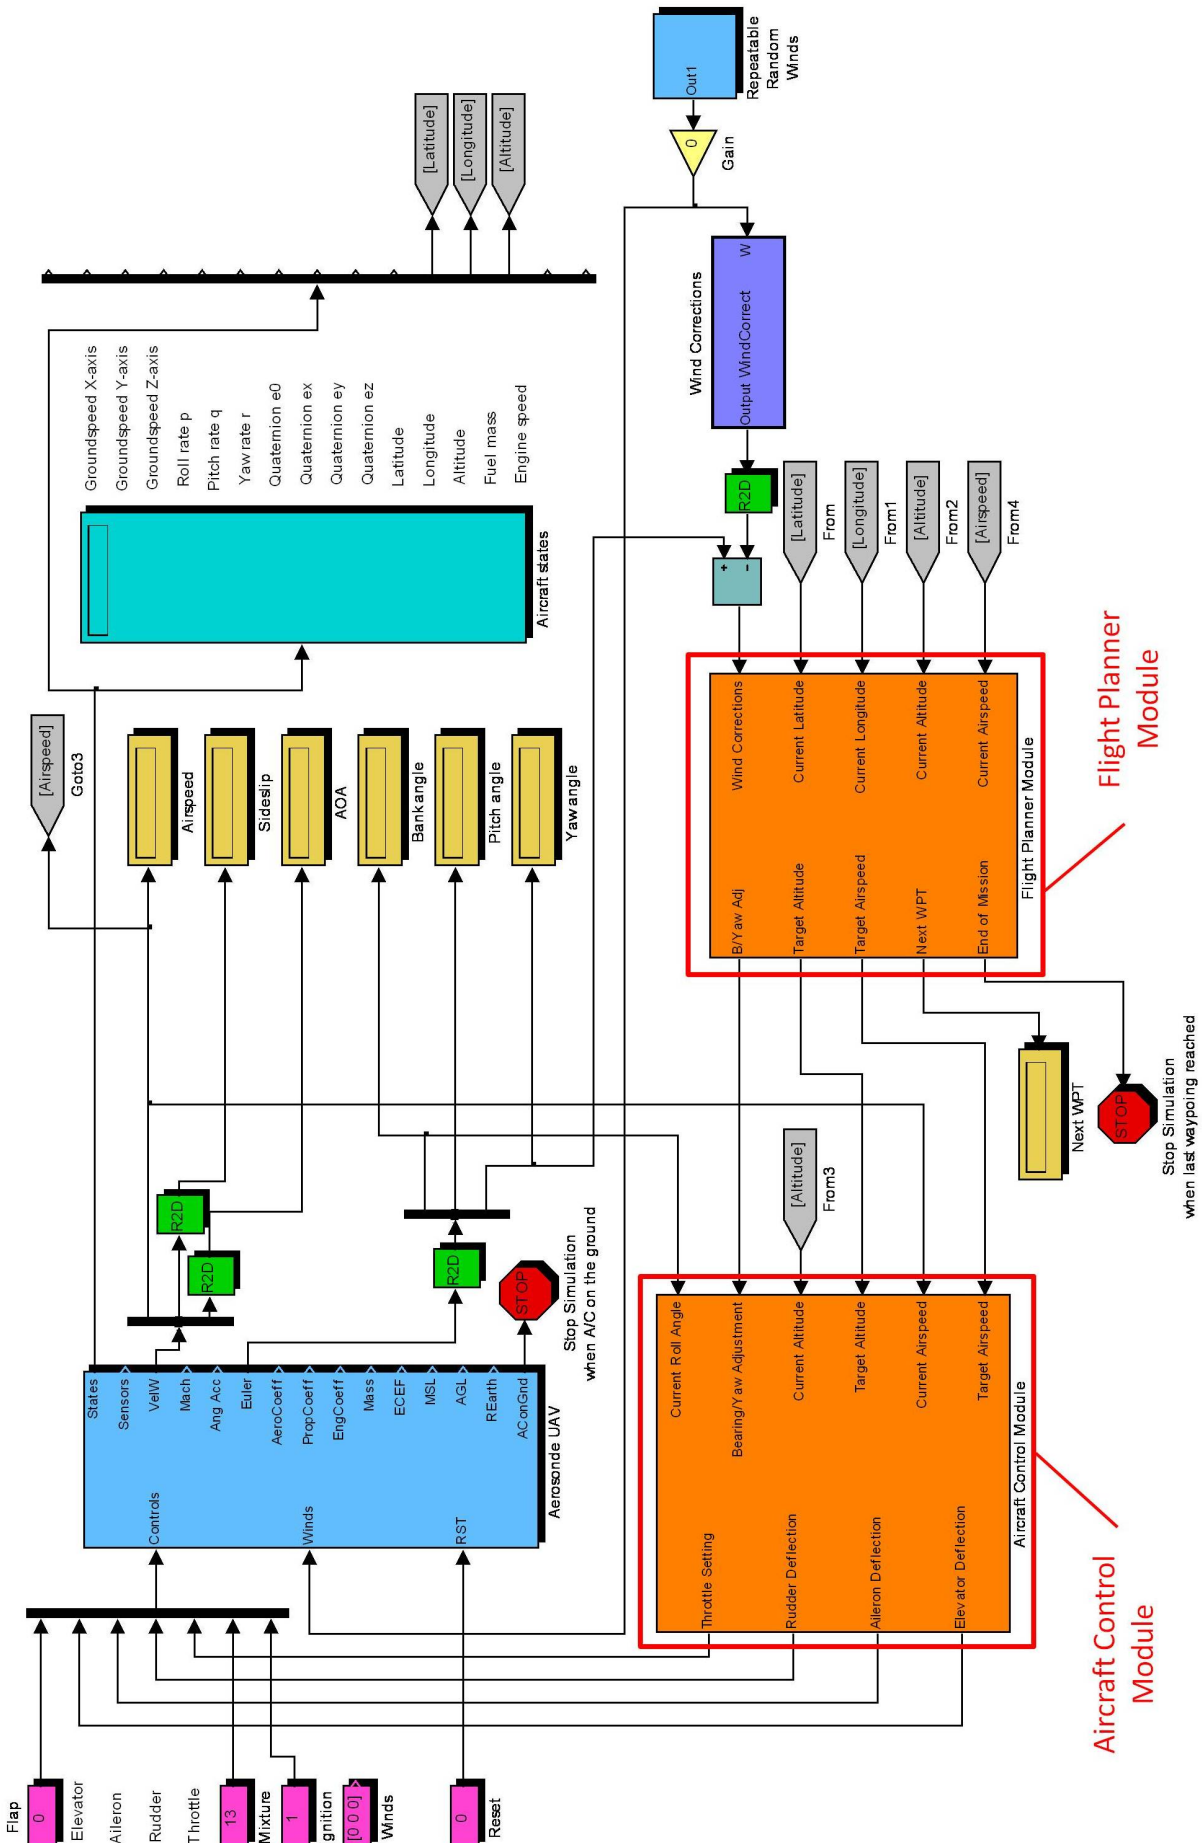 Flap
0
Elevator
Aileron
Rudder
Throttle
13
Mixture
1
gnition
[0 0 0]
Winds
0
Reset
Controls
Winds
RST
States
Sensors
VelW
Mach
Ang Acc
Euler
AeroCoeff
PropCoeff
EngCoeff
Mass
ECEF
MSL
AGL
REarth
AConGnd
Aerosonde UAV
R2D
R2D
R2D
STOP
Stop Simulation
when A/C on the ground
[Airspeed]
Goto3
Airspeed
Sideslip
AOA
Bank angle
Pitch angle
Yaw angle
Aircraft states
Groundspeed X-axis
Groundspeed Y-axis
Groundspeed Z-axis
Roll rate p
Pitch rate q
Yaw rate r
Quaternion e0
Quaternion ex
Quaternion ey
Quaternion ez
Latitude
Longitude
Altitude
Fuel mass
Engine speed
[Latitude]
[Longitude]
[Altitude]
Out1
Repeatable
Random
Winds
0
Gain
Wind Corrections
Output WindCorrect
W
R2D
+
−
[Latitude]
From
[Longitude]
From1
[Altitude]
From2
[Airspeed]
From4
B/Yaw Adj
Target Altitude
Target Airspeed
Next WPT
End of Mission
Wind Corrections
Current Latitude
Current Longitude
Current Altitude
Current Airspeed
Flight Planner Module
Flight Planner
Module
Next WPT
STOP
Stop Simulation
when last waypoing reached
[Altitude]
From3
Throttle Setting
Rudder Deflection
Aileron Deflection
Elevator Deflection
Current Roll Angle
Bearing/Yaw Adjustment
Current Altitude
Target Altitude
Current Airspeed
Target Airspeed
Aircraft Control Module
Aircraft Control
Module